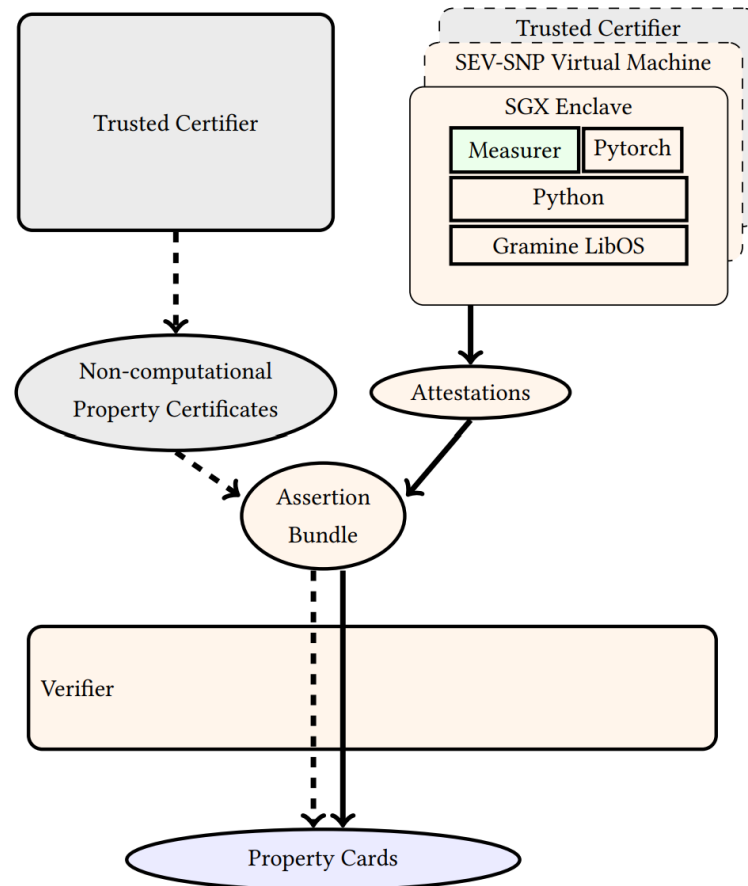 Trusted Certifier
Trusted Certifier
SEV-SNP Virtual Machine
SGX Enclave
Measurer
Pytorch
Python
Gramine LibOS
Non-computational
Property Certificates
Attestations
Assertion
Bundle
Verifier
Property Cards